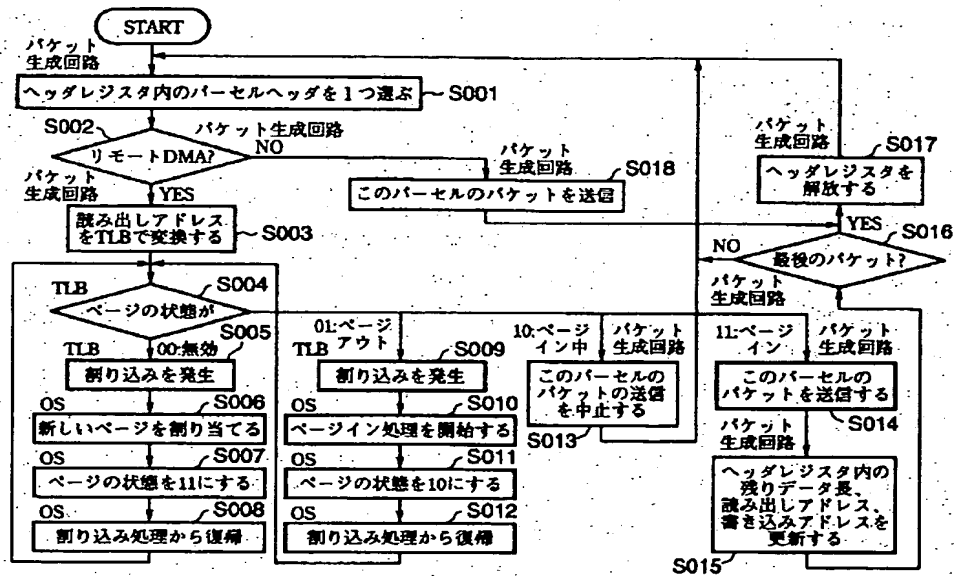 START
パケット
生成回路
ヘッダレジスタ内のパーセルヘッダを1つ選ぶ
S001
S002
パケット生成回路
リモートDMA?
NO
パケット
生成回路
YES
パケット
生成回路
S018
このパーセルのパケットを送信
読み出しアドレス
をTLBで変換する
S003
パケット
生成回路
S017
ヘッダレジスタを
解放する
YES
S016
NO
最後のパケット?
パケット
生成回路
TLB
S004
ページの状態が
S005
TLB
00:無効
割り込みを発生
OS
S006
新しいページを割り当てる
OS
S007
ページの状態を11にする
OS
S008
割り込み処理から復帰
01:ページ
アウト
TLB
S009
割り込みを発生
OS
S010
ページイン処理を開始する
OS
S011
ページの状態を10にする
OS
S012
割り込み処理から復帰
10:ページ
イン中
パケット
生成回路
このパーセルの
パケットの送信
を中止する
S013
11:ページ
イン
パケット
生成回路
このパーセルの
パケットを送信する
S014
パケット
生成回路
ヘッダレジスタ内の
残りデータ長、
読み出しアドレス、
書き込みアドレスを
更新する
S015